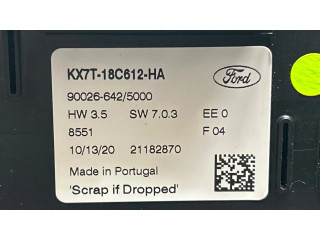 KX7T-18C612-HA
Ford
90026-642/5000
HW 3.5 SW 7.0.3 EE 0
8551 F 04
10/13/20 21182870
Made in Portugal
'Scrap if Dropped'